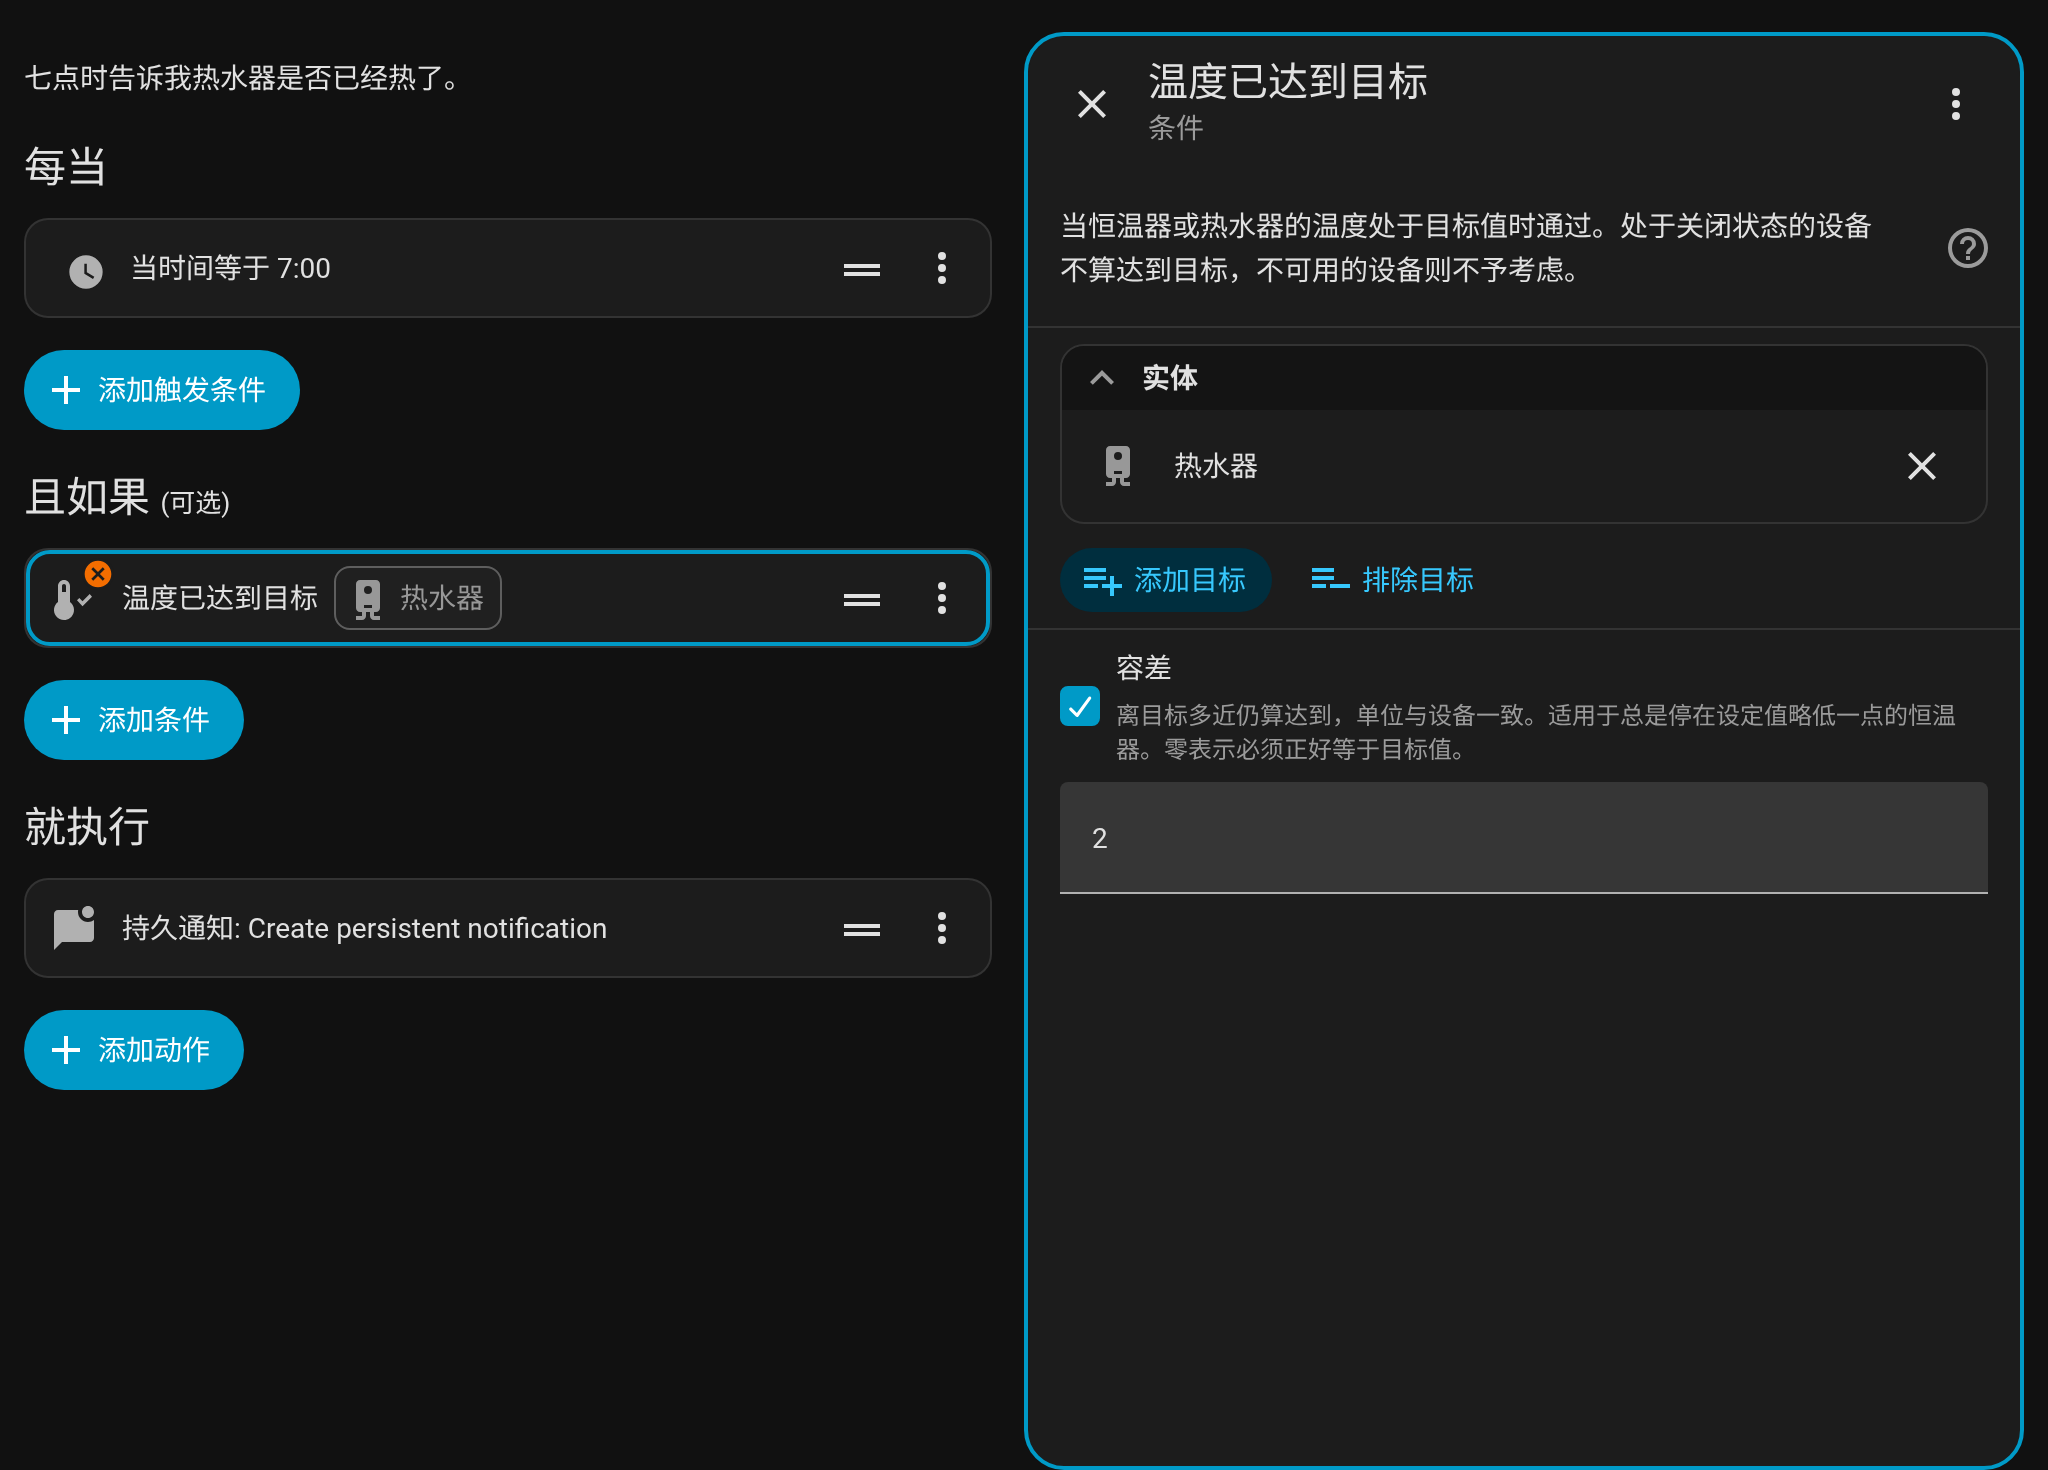 七点时告诉我热水器是否已经热了。
每当
当时间等于 7:00
添加触发条件
且如果 (可选)
温度已达到目标 热水器
添加条件
就执行
持久通知: Create persistent notification
添加动作
温度已达到目标
条件
当恒温器或热水器的温度处于目标值时通过。处于关闭状态的设备
不算达到目标，不可用的设备则不予考虑。
实体
热水器
添加目标 排除目标
容差
离目标多近仍算达到，单位与设备一致。适用于总是停在设定值略低一点的恒温
器。零表示必须正好等于目标值。
2